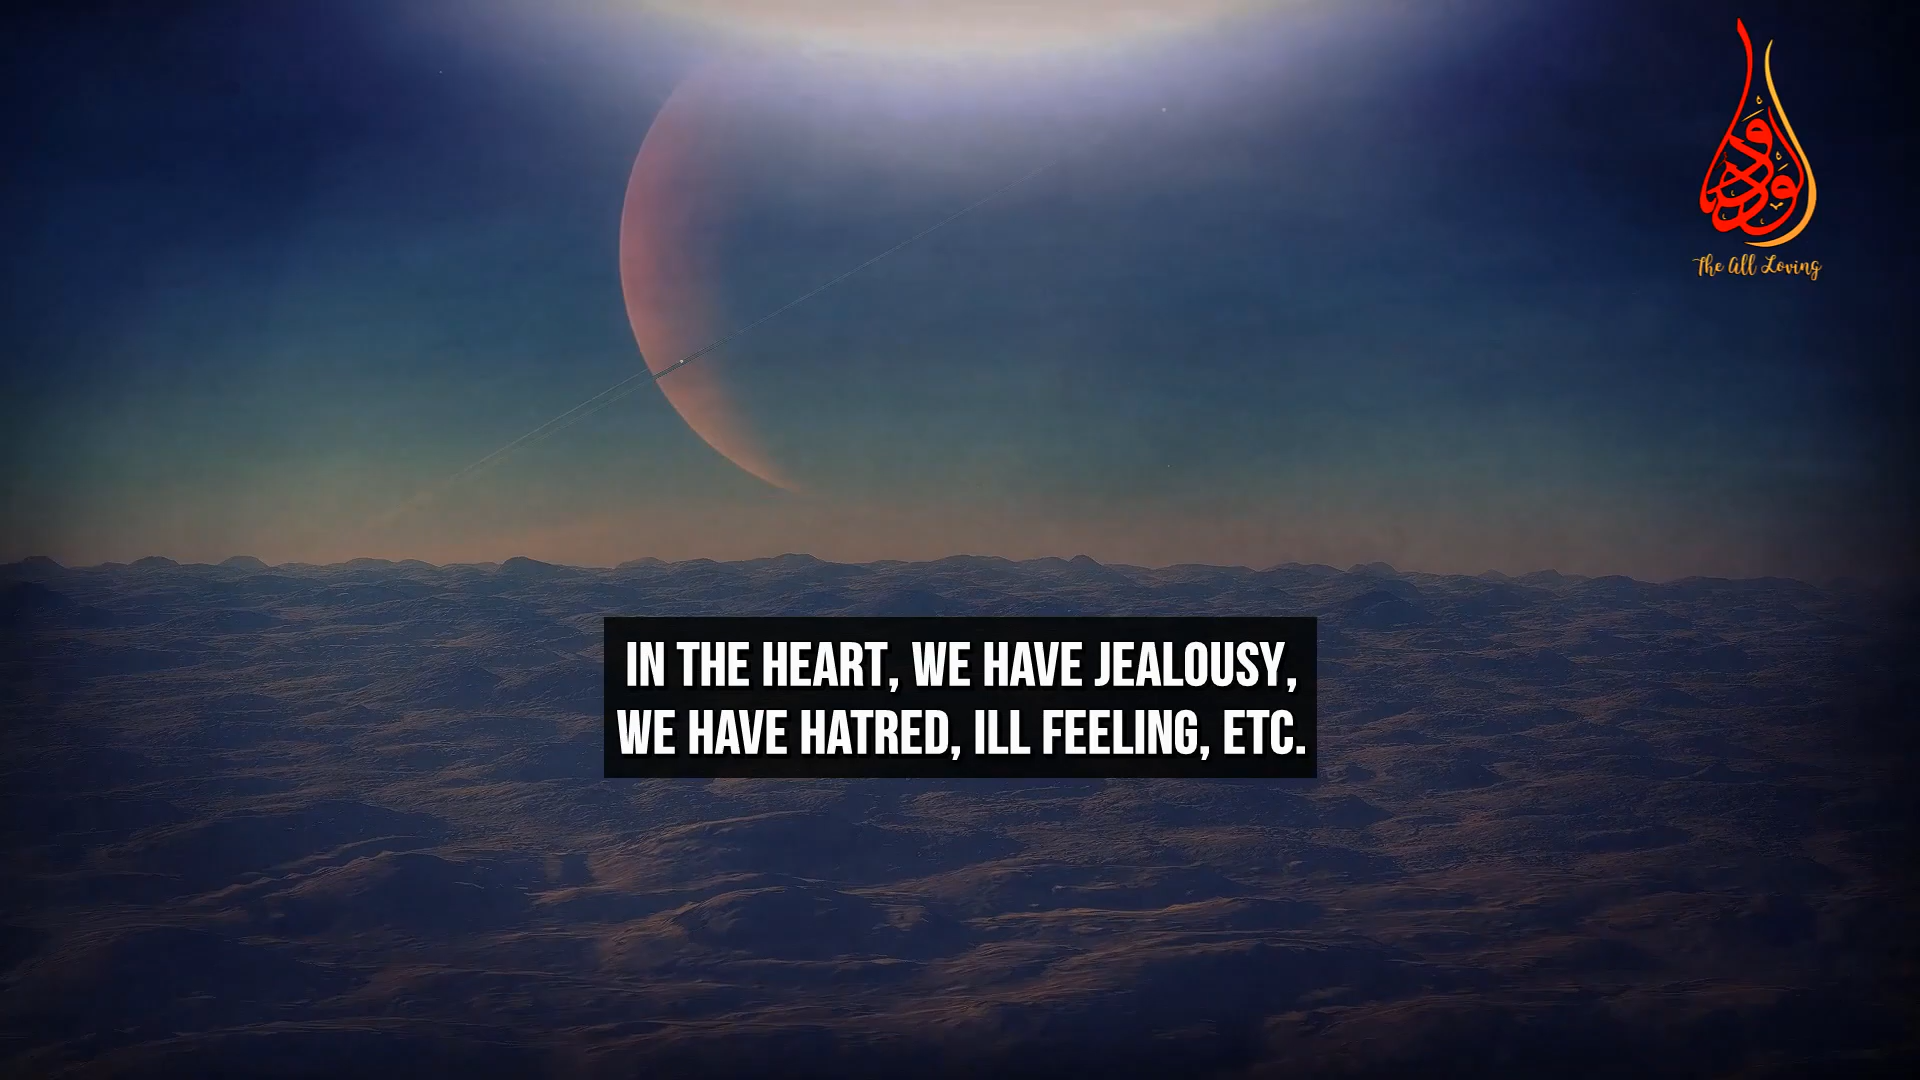 The All Loving
IN THE HEART, WE HAVE JEALOUSY,
WE HAVE HATRED, ILL FEELING, ETC.